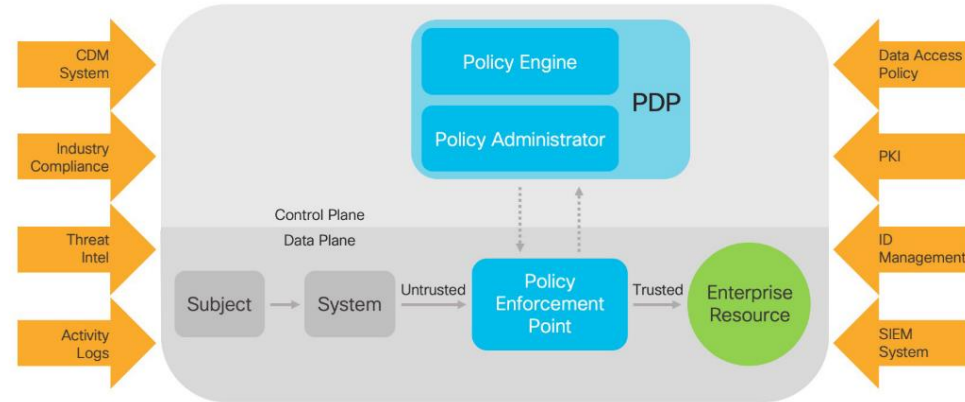 CDM
System
Industry
Compliance
Threat
Intel
Activity
Logs
Policy Engine
Policy Administrator
PDP
Control Plane
Data Plane
Subject
System
Untrusted
Policy
Enforcement
Point
Trusted
Enterprise
Resource
Data Access
Policy
PKI
ID
Management
SIEM
System